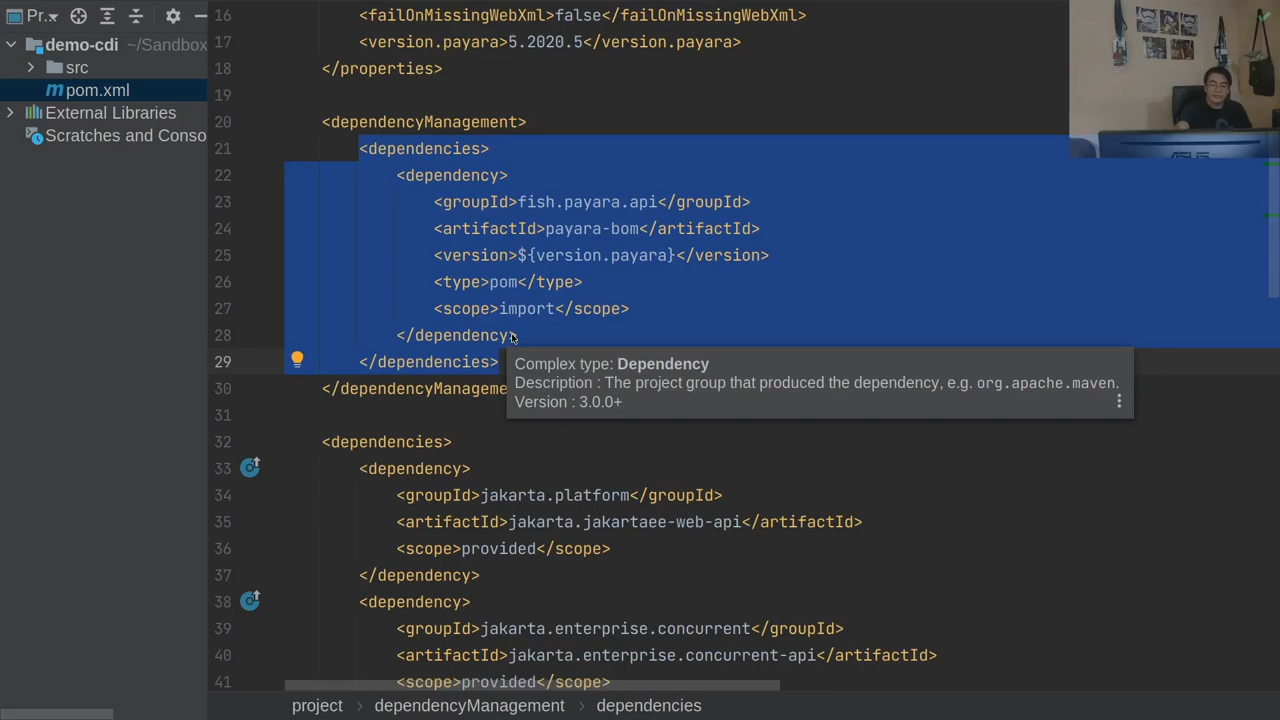 Pr...
demo-cdi ~/Sandbox
src
pom.xml
External Libraries
Scratches and Conso
16 <failOnMissingWebXml>false</failOnMissingWebXml>
17 <version.payara>5.2020.5</version.payara>
18 </properties>
19
20 <dependencyManagement>
21 <dependencies>
22 <dependency>
23 <groupId>fish.payara.api</groupId>
24 <artifactId>payara-bom</artifactId>
25 <version>${version.payara}</version>
26 <type>pom</type>
27 <scope>import</scope>
28 </dependency>
29 </dependencies>
30 </dependencyManageme
Complex type: Dependency
Description : The project group that produced the dependency, e.g. org.apache.maven.
Version : 3.0.0+
31
32 <dependencies>
33 <dependency>
34 <groupId>jakarta.platform</groupId>
35 <artifactId>jakarta.jakartaee-web-api</artifactId>
36 <scope>provided</scope>
37 </dependency>
38 <dependency>
39 <groupId>jakarta.enterprise.concurrent</groupId>
40 <artifactId>jakarta.enterprise.concurrent-api</artifactId>
41 <scope>provided</scope>
project > dependencyManagement > dependencies